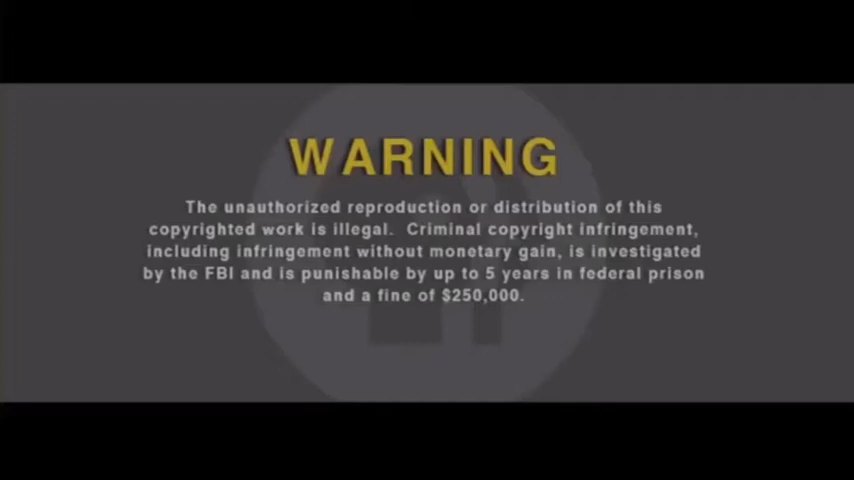 WARNING
The unauthorized reproduction or distribution of this
copyrighted work is illegal.  Criminal copyright infringement,
including infringement without monetary gain, is investigated
by the FBI and is punishable by up to 5 years in federal prison
and a fine of $250,000.